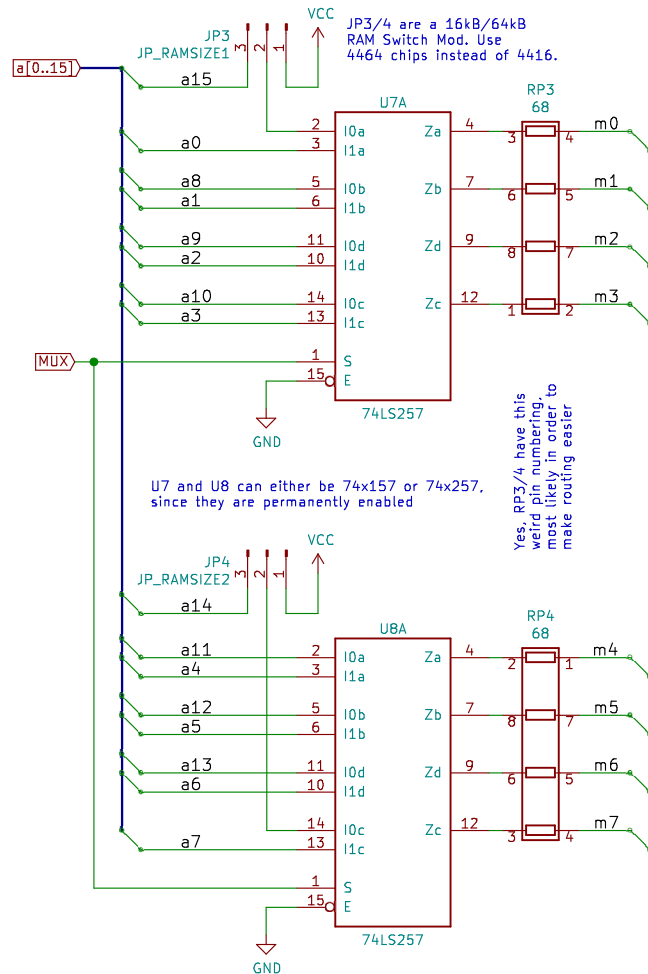 VCC
JP3
JP_RAMSIZE1
3
2
1
JP3/4 are a 16kB/64kB
RAM Switch Mod. Use
4464 chips instead of 4416.
a[0..15]
a15
U7A
RP3
68
2 I0a Za 4 3 4 m0
a0 3 I1a
a8 5 I0b Zb 7 6 5 m1
a1 6 I1b
a9 11 I0d Zd 9 8 7 m2
a2 10 I1d
a10 14 I0c Zc 12 1 2 m3
a3 13 I1c
MUX 1 S
15 E
74LS257
GND
Yes, RP3/4 have this
weird pin numbering,
most likely in order to
make routing easier
U7 and U8 can either be 74x157 or 74x257,
since they are permanently enabled
VCC
JP4
JP_RAMSIZE2
3
2
1
a14
U8A
RP4
68
a11 2 I0a Za 4 2 1 m4
a4 3 I1a
a12 5 I0b Zb 7 8 7 m5
a5 6 I1b
a13 11 I0d Zd 9 6 5 m6
a6 10 I1d
14 I0c Zc 12 3 4 m7
a7 13 I1c
1 S
15 E
74LS257
GND